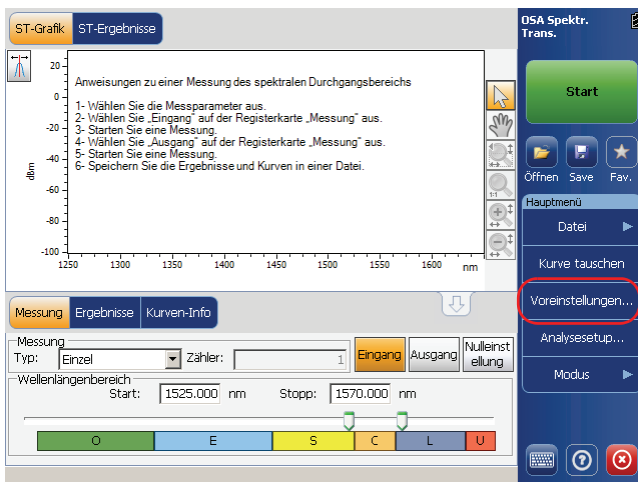 ST-Grafik ST-Ergebnisse
Anweisungen zu einer Messung des spektralen Durchgangsbereichs
1- Wählen Sie die Messparameter aus.
2- Wählen Sie „Eingang“ auf der Registerkarte „Messung“ aus.
3- Starten Sie eine Messung.
4- Wählen Sie „Ausgang“ auf der Registerkarte „Messung“ aus.
5- Starten Sie eine Messung.
6- Speichern Sie die Ergebnisse und Kurven in einer Datei.
20
0
-20
-40
-60
-80
-100
dBm
1250 1300 1350 1400 1450 1500 1550 1600 nm
1:1
Messung Ergebnisse Kurven-Info
Messung
Typ: Einzel Zähler: 1 Eingang Ausgang Nulleinst
ellung
Wellenlängenbereich
Start: 1525.000 nm Stopp: 1570.000 nm
O E S C L U
OSA Spektr.
Trans.
Start
Öffnen Save Fav.
Hauptmenü
Datei
Kurve tauschen
Voreinstellungen...
Analysesetup...
Modus